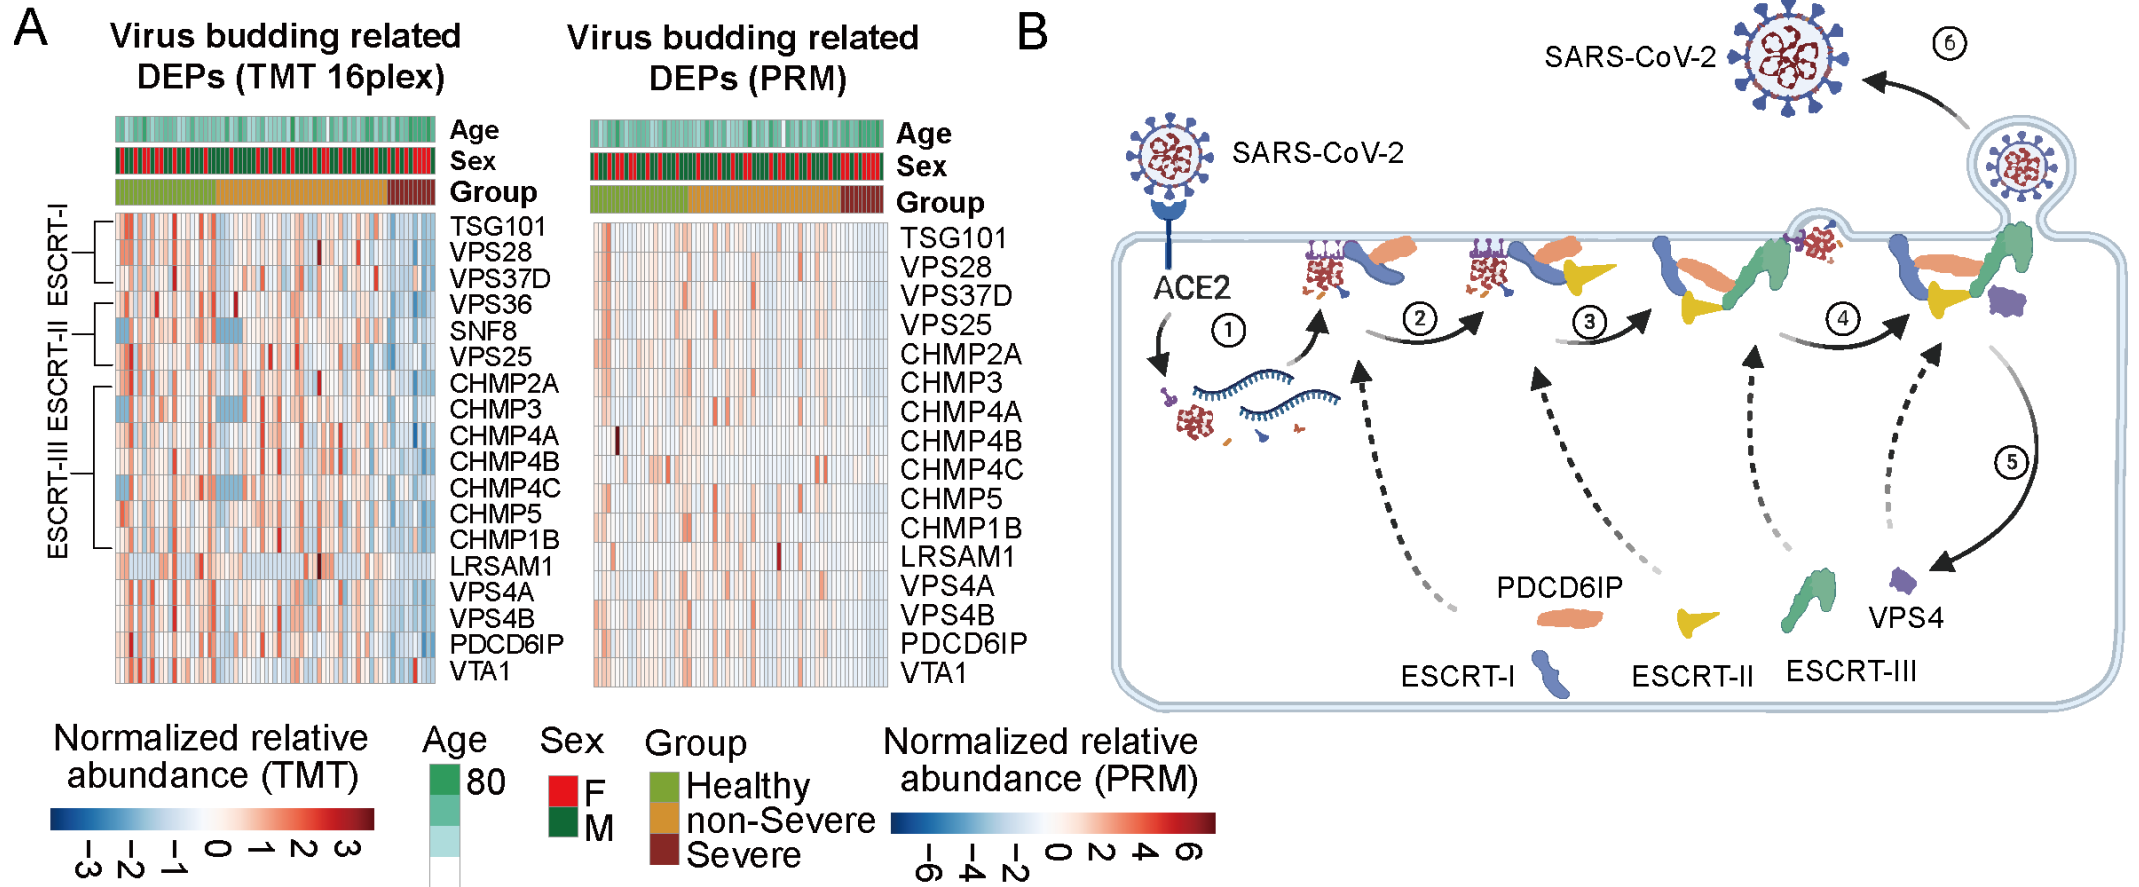 A
Virus budding related
DEPs (TMT 16plex)
Age
Sex
Group
ESCRT-I
ESCRT-II
ESCRT-III
TSG101
VPS28
VPS37D
VPS36
SNF8
VPS25
CHMP2A
CHMP3
CHMP4A
CHMP4B
CHMP4C
CHMP5
CHMP1B
LRSAM1
VPS4A
VPS4B
PDCD6IP
VTA1
Virus budding related
DEPs (PRM)
Age
Sex
Group
TSG101
VPS28
VPS37D
VPS25
CHMP2A
CHMP3
CHMP4A
CHMP4B
CHMP4C
CHMP5
CHMP1B
LRSAM1
VPS4A
VPS4B
PDCD6IP
VTA1
Normalized relative
abundance (TMT)
−3 −2 −1 0 1 2 3
Age
80
Sex
F
M
Group
Healthy
non-Severe
Severe
Normalized relative
abundance (PRM)
−6 −4 −2 0 2 4 6
B
SARS-CoV-2
6
SARS-CoV-2
ACE2
1
2
3
4
5
PDCD6IP
VPS4
ESCRT-I
ESCRT-II
ESCRT-III